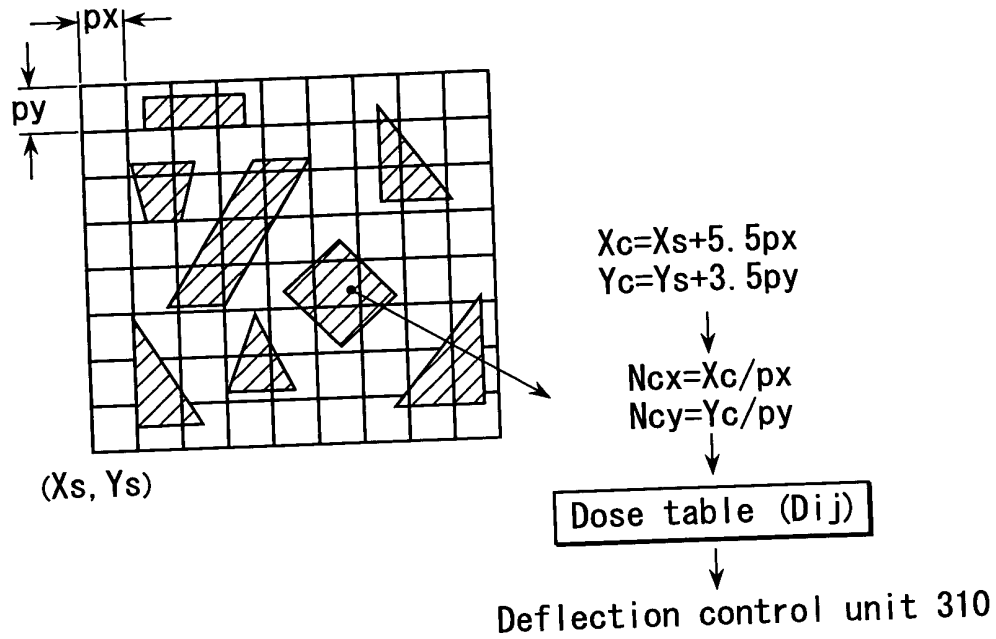 px
py
Xc=Xs+5.5px
Yc=Ys+3.5py
Ncx=Xc/px
Ncy=Yc/py
(Xs, Ys)
Dose table (Dij)
Deflection control unit 310